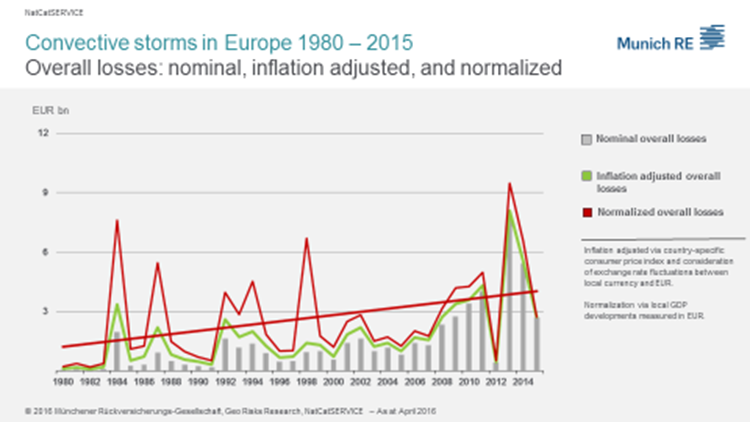 NatCatSERVICE
Convective storms in Europe 1980 – 2015
Overall losses: nominal, inflation adjusted, and normalized
Munich RE
EUR bn
12
9
6
3
1980 1982 1984 1986 1988 1990 1992 1994 1996 1998 2000 2002 2004 2006 2008 2010 2012 2014
Nominal overall losses
Inflation adjusted overall
losses
Normalized overall losses
Inflation adjusted via country-specific
consumer price index and consideration
of exchange rate fluctuations between
local currency and EUR.
Normalization via local GDP
developments measured in EUR.
© 2016 Münchener Rückversicherungs-Gesellschaft, Geo Risks Research, NatCatSERVICE – As at April 2016